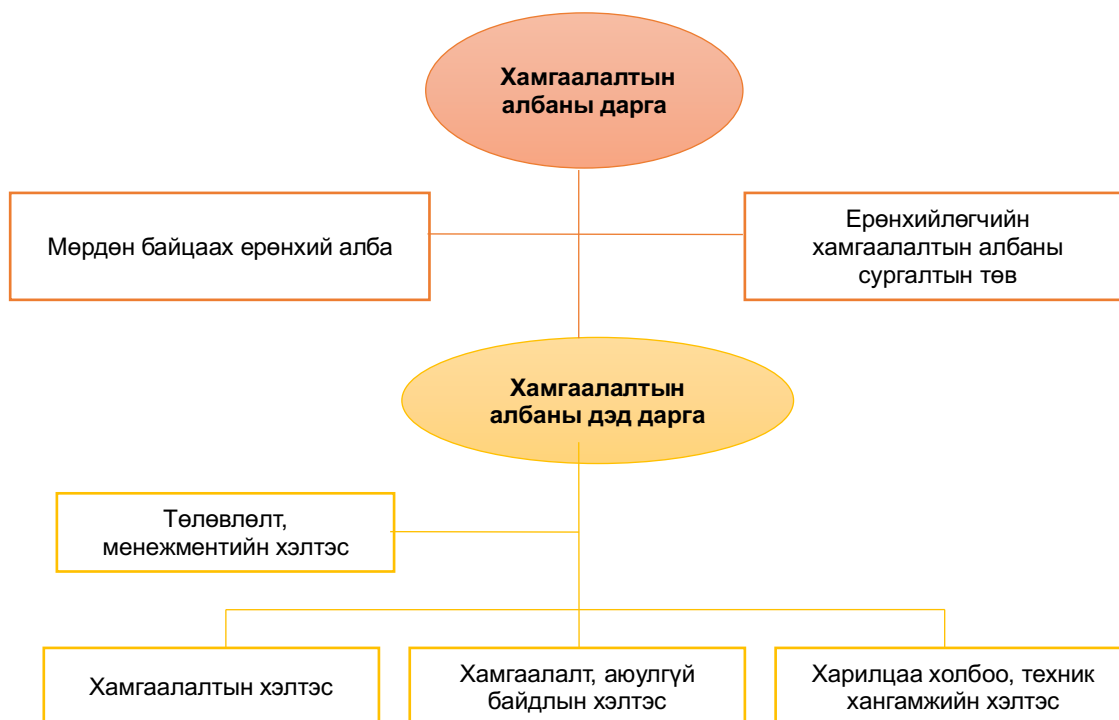 Хамгаалалтын
албаны дарга
Мөрдөн байцаах ерөнхий алба
Ерөнхийлөгчийн
хамгаалалтын албаны
сургалтын төв
Хамгаалалтын
албаны дэд дарга
Төлөвлөлт,
менежментийн хэлтэс
Хамгаалалтын хэлтэс
Хамгаалалт, аюулгүй
байдлын хэлтэс
Харилцаа холбоо, техник
хангамжийн хэлтэс